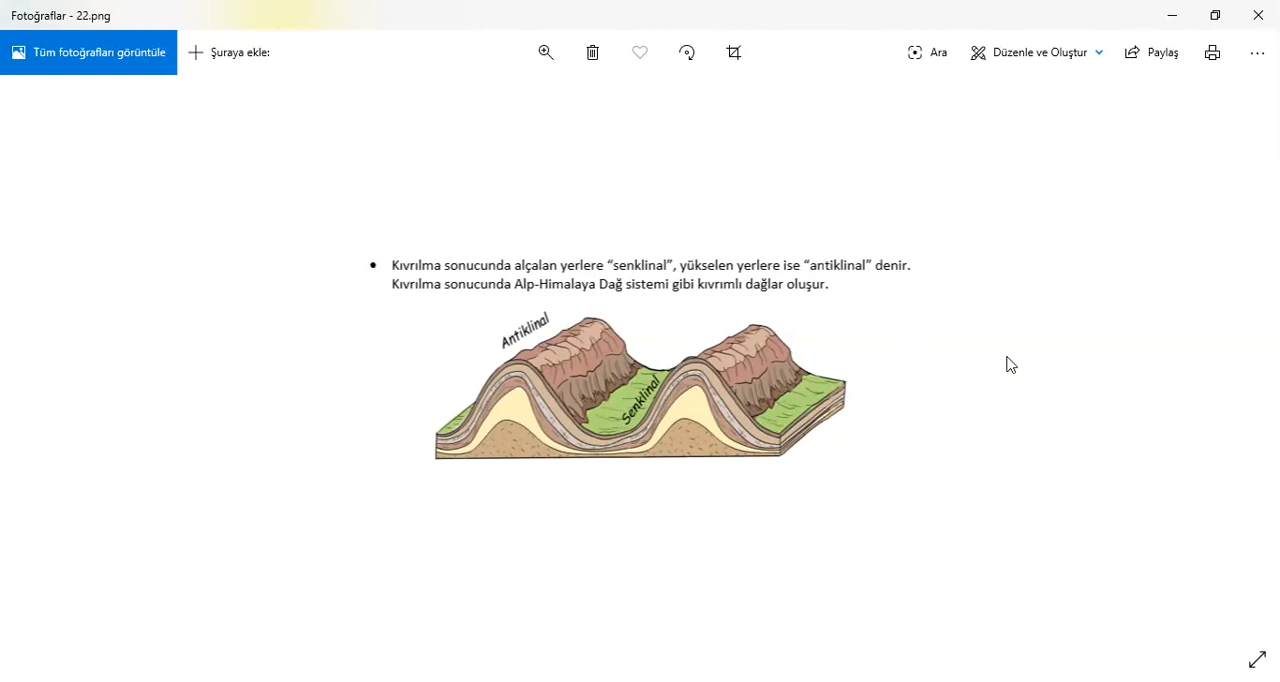 Fotoğraflar - 22.png
Tüm fotoğrafları görüntüle Şuraya ekle: Ara Düzenle ve Oluştur Paylaş
• Kıvrılma sonucunda alçalan yerlere “senklinal”, yükselen yerlere ise “antiklinal” denir.
Kıvrılma sonucunda Alp-Himalaya Dağ sistemi gibi kıvrımlı dağlar oluşur.
Antiklinal
Senklinal